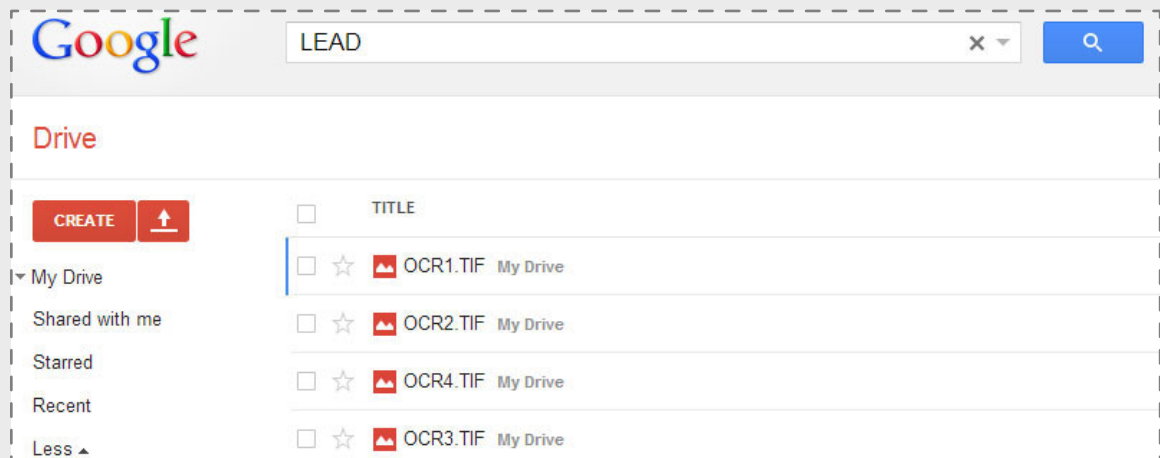 Google
LEAD
Drive
CREATE
TITLE
My Drive
OCR1.TIF My Drive
Shared with me
OCR2.TIF My Drive
Starred
OCR4.TIF My Drive
Recent
OCR3.TIF My Drive
Less